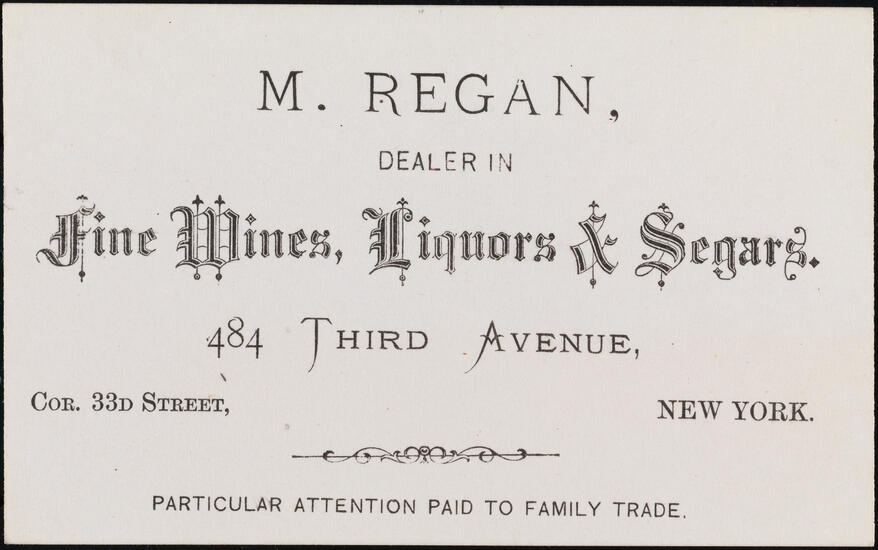 M. REGAN,
DEALER IN
Fine Wines, Liquors & Segars.
484 THIRD AVENUE,
COR. 33D STREET, NEW YORK.
PARTICULAR ATTENTION PAID TO FAMILY TRADE.